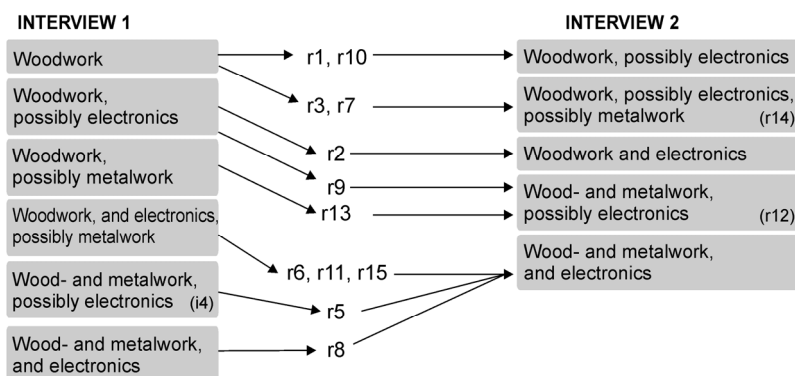 INTERVIEW 1
INTERVIEW 2
Woodwork
r1, r10
Woodwork, possibly electronics
Woodwork,
possibly electronics
r3, r7
Woodwork, possibly electronics,
possibly metalwork (r14)
Woodwork,
possibly metalwork
r2
Woodwork and electronics
r9
r13
Wood- and metalwork,
possibly electronics (r12)
Woodwork, and electronics,
possibly metalwork
r6, r11, r15
Wood- and metalwork,
and electronics
Wood- and metalwork,
possibly electronics (i4)
r5
Wood- and metalwork,
and electronics
r8